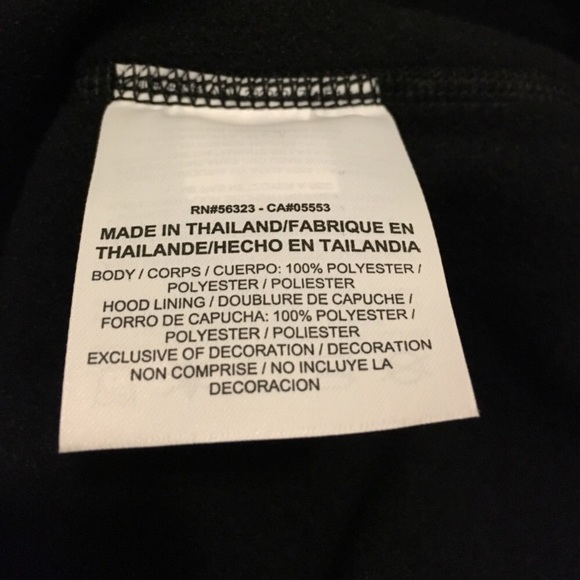 RN#56323 - CA#05553
MADE IN THAILAND/FABRIQUE EN
THAILANDE/HECHO EN TAILANDIA
BODY / CORPS / CUERPO: 100% POLYESTER /
POLYESTER / POLIESTER
HOOD LINING / DOUBLURE DE CAPUCHE /
FORRO DE CAPUCHA: 100% POLYESTER /
POLYESTER / POLIESTER
EXCLUSIVE OF DECORATION / DECORATION
NON COMPRISE / NO INCLUYE LA
DECORACION